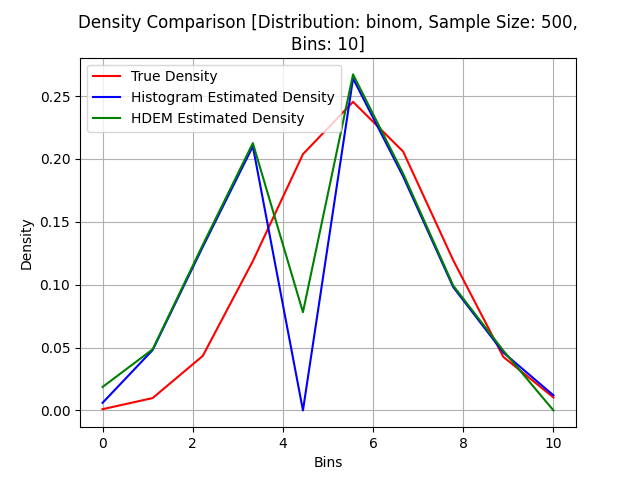 Density Comparison [Distribution: binom, Sample Size: 500,
Bins: 10]
True Density
Histogram Estimated Density
HDEM Estimated Density
Density
0.25
0.20
0.15
0.10
0.05
0.00
0 2 4 6 8 10
Bins